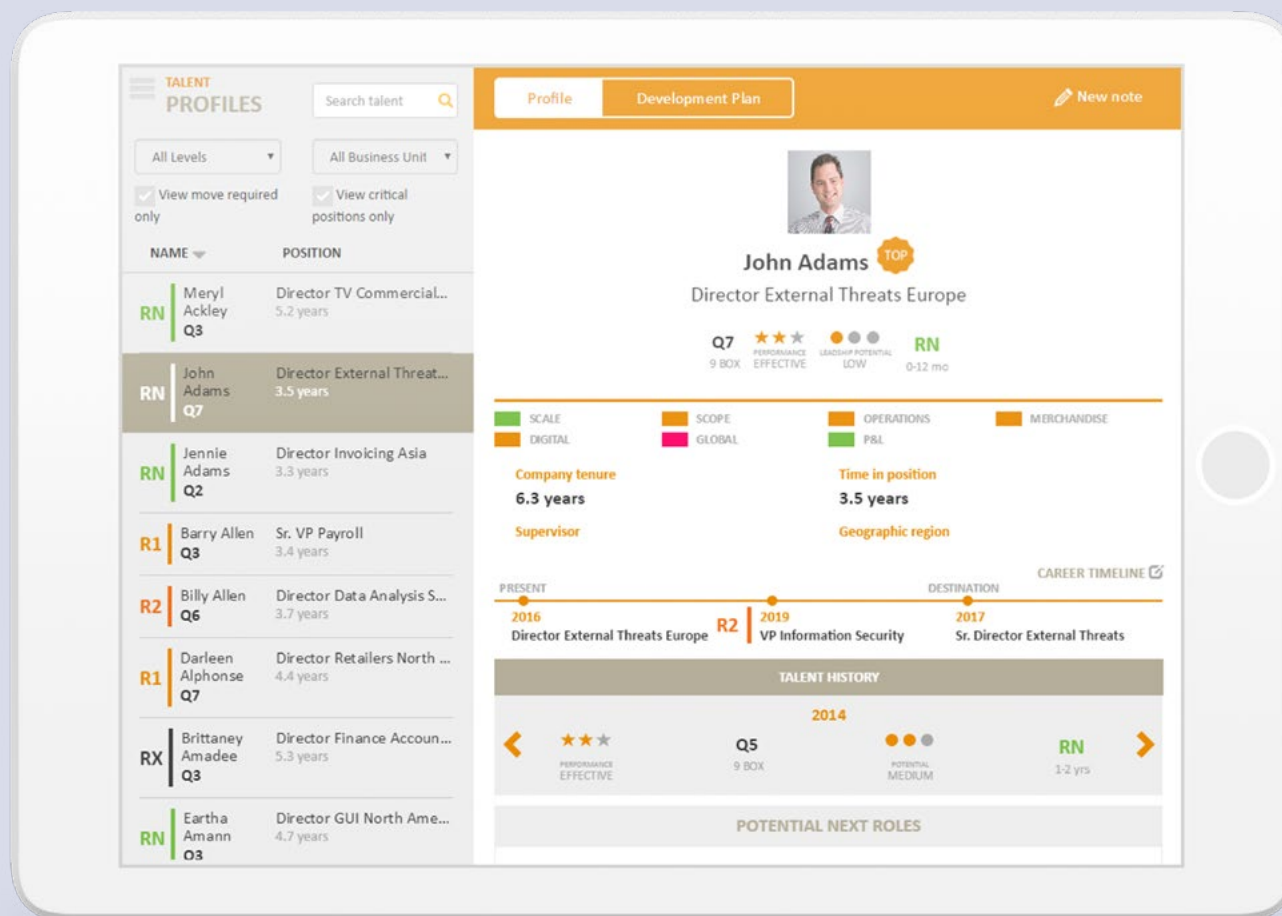 TALENT
PROFILES
Search talent
All Levels
All Business Unit
View move required only
View critical positions only
NAME
POSITION
RN
Meryl Ackley
Q3
Director TV Commercial...
5.2 years
RN
John Adams
Q7
Director External Threat...
3.5 years
RN
Jennie Adams
Q2
Director Invoicing Asia
3.3 years
R1
Barry Allen
Q3
Sr. VP Payroll
3.4 years
R2
Billy Allen
Q6
Director Data Analysis S...
3.7 years
R1
Darleen Alphonse
Q7
Director Retailers North ...
4.4 years
RX
Brittaney Amadee
Q3
Director Finance Accoun...
5.3 years
RN
Eartha Amann
Q3
Director GUI North Ame...
4.7 years
Profile
Development Plan
New note
John Adams
TOP
Director External Threats Europe
Q7
9 BOX
PERFORMANCE
EFFECTIVE
LEADSHIP POTENTIAL
LOW
RN
0-12 mo
SCALE
SCOPE
OPERATIONS
MERCHANDISE
DIGITAL
GLOBAL
P&L
Company tenure
6.3 years
Time in position
3.5 years
Supervisor
Geographic region
CAREER TIMELINE
PRESENT
DESTINATION
2016
Director External Threats Europe
R2
2019
VP Information Security
2017
Sr. Director External Threats
TALENT HISTORY
2014
PERFORMANCE
EFFECTIVE
Q5
9 BOX
POTENTIAL
MEDIUM
RN
1-2 yrs
POTENTIAL NEXT ROLES